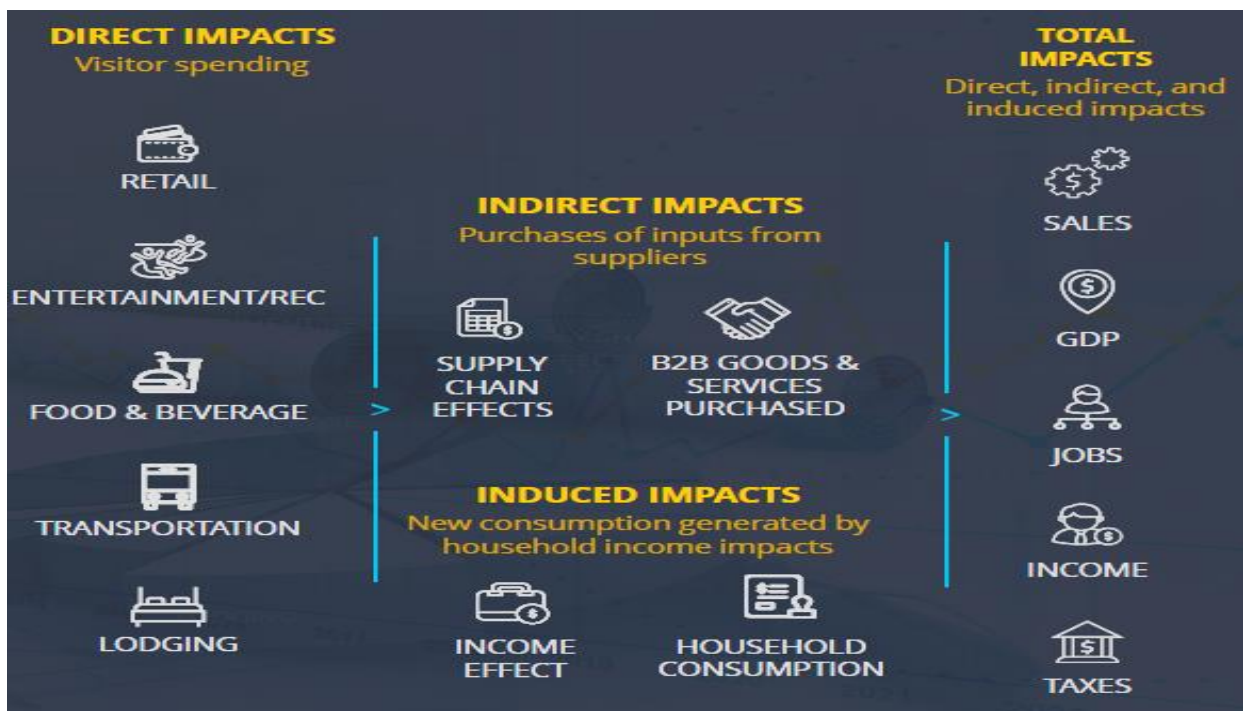 DIRECT IMPACTS
Visitor spending
RETAIL
ENTERTAINMENT/REC
FOOD & BEVERAGE
TRANSPORTATION
LODGING
>
INDIRECT IMPACTS
Purchases of inputs from
suppliers
SUPPLY
CHAIN
EFFECTS
B2B GOODS &
SERVICES
PURCHASED
INDUCED IMPACTS
New consumption generated by
household income impacts
INCOME
EFFECT
HOUSEHOLD
CONSUMPTION
>
TOTAL
IMPACTS
Direct, indirect, and
induced impacts
SALES
GDP
JOBS
INCOME
TAXES